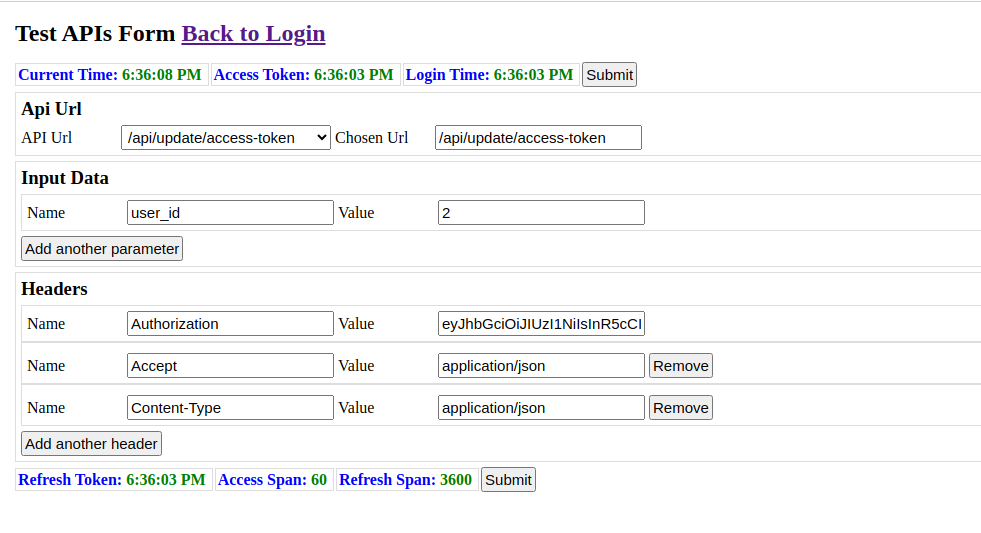 Test APIs Form Back to Login
Current Time: 6:36:08 PM Access Token: 6:36:03 PM Login Time: 6:36:03 PM Submit
Api Url
API Url /api/update/access-token Chosen Url /api/update/access-token
Input Data
Name user_id Value 2
Add another parameter
Headers
Name Authorization Value eyJhbGciOiJIUzI1NiIsInR5cCI
Name Accept Value application/json Remove
Name Content-Type Value application/json Remove
Add another header
Refresh Token: 6:36:03 PM Access Span: 60 Refresh Span: 3600 Submit